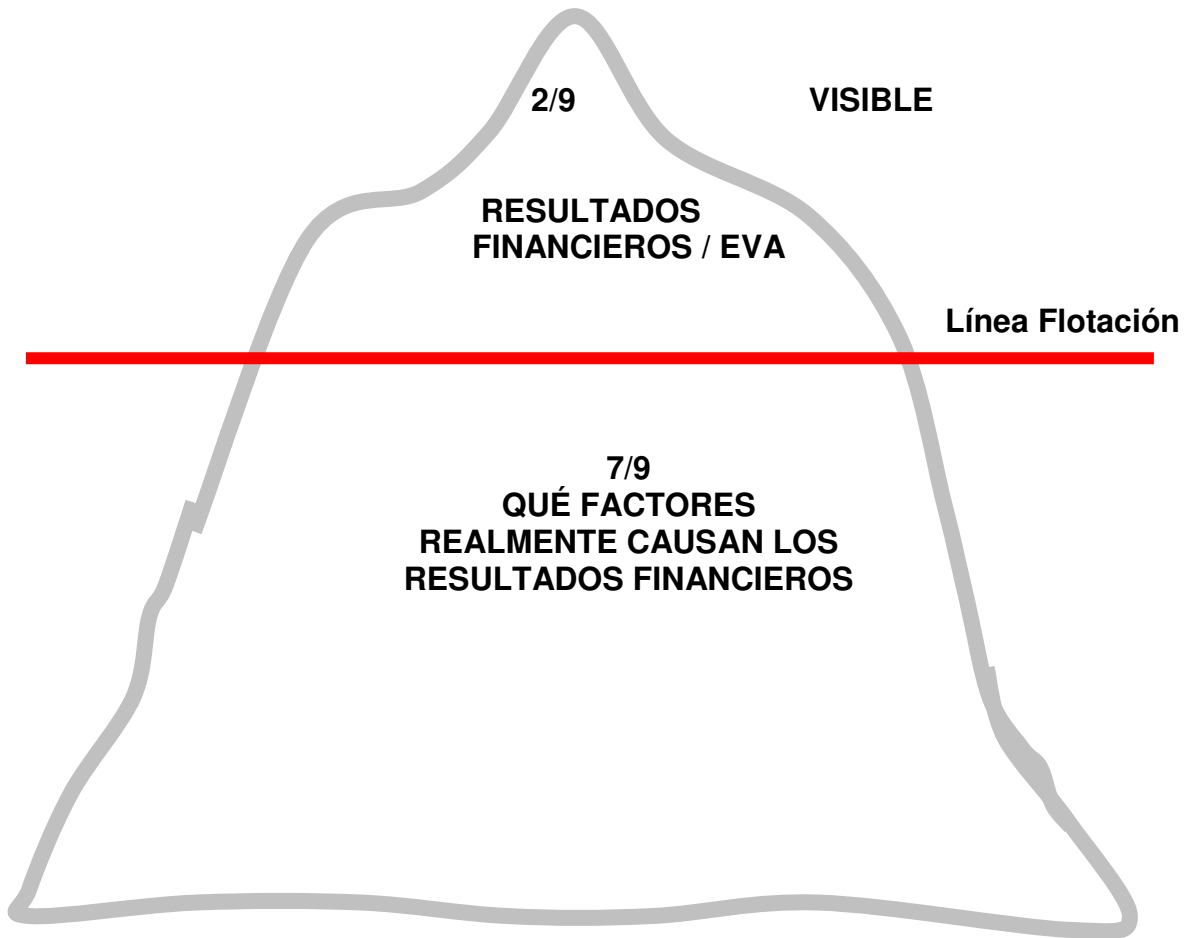 2/9 VISIBLE
RESULTADOS
FINANCIEROS / EVA
Línea Flotación
7/9
QUÉ FACTORES
REALMENTE CAUSAN LOS
RESULTADOS FINANCIEROS